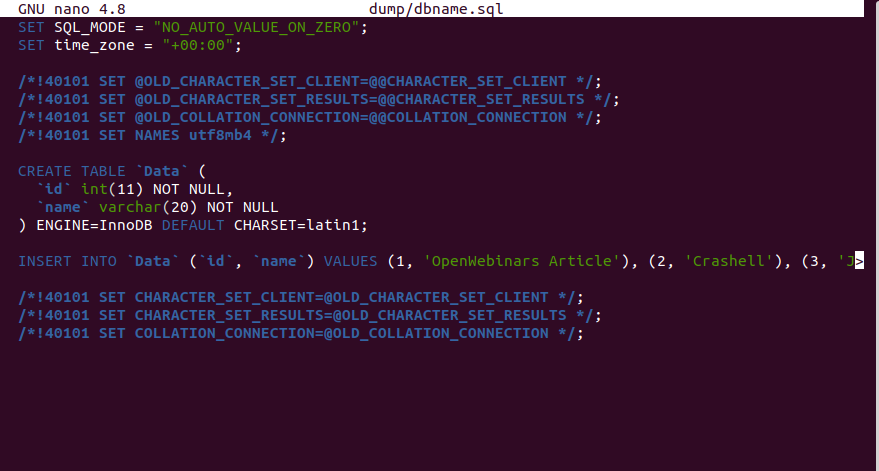 GNU nano 4.8 dump/dbname.sql
SET SQL_MODE = "NO_AUTO_VALUE_ON_ZERO";
SET time_zone = "+00:00";
/*!40101 SET @OLD_CHARACTER_SET_CLIENT=@@CHARACTER_SET_CLIENT */;
/*!40101 SET @OLD_CHARACTER_SET_RESULTS=@@CHARACTER_SET_RESULTS */;
/*!40101 SET @OLD_COLLATION_CONNECTION=@@COLLATION_CONNECTION */;
/*!40101 SET NAMES utf8mb4 */;
CREATE TABLE `Data` (
  `id` int(11) NOT NULL,
  `name` varchar(20) NOT NULL
) ENGINE=InnoDB DEFAULT CHARSET=latin1;
INSERT INTO `Data` (`id`, `name`) VALUES (1, 'OpenWebinars Article'), (2, 'Crashell'), (3, 'J>
/*!40101 SET CHARACTER_SET_CLIENT=@OLD_CHARACTER_SET_CLIENT */;
/*!40101 SET CHARACTER_SET_RESULTS=@OLD_CHARACTER_SET_RESULTS */;
/*!40101 SET COLLATION_CONNECTION=@OLD_COLLATION_CONNECTION */;